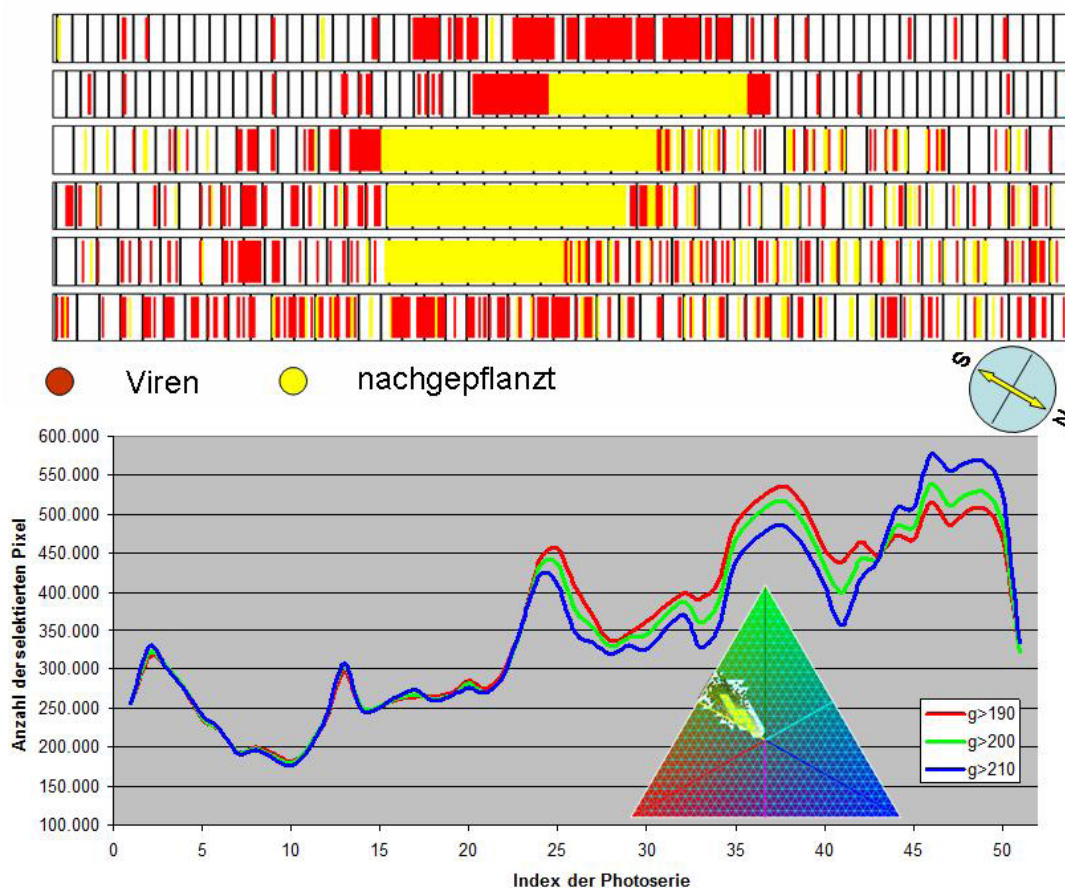 Viren
nachgepflanzt
S
N
600.000
550.000
500.000
450.000
400.000
350.000
300.000
250.000
200.000
150.000
100.000
Anzahl der selektierten Pixel
g>190
g>200
g>210
0 5 10 15 20 25 30 35 40 45 50
Index der Photoserie